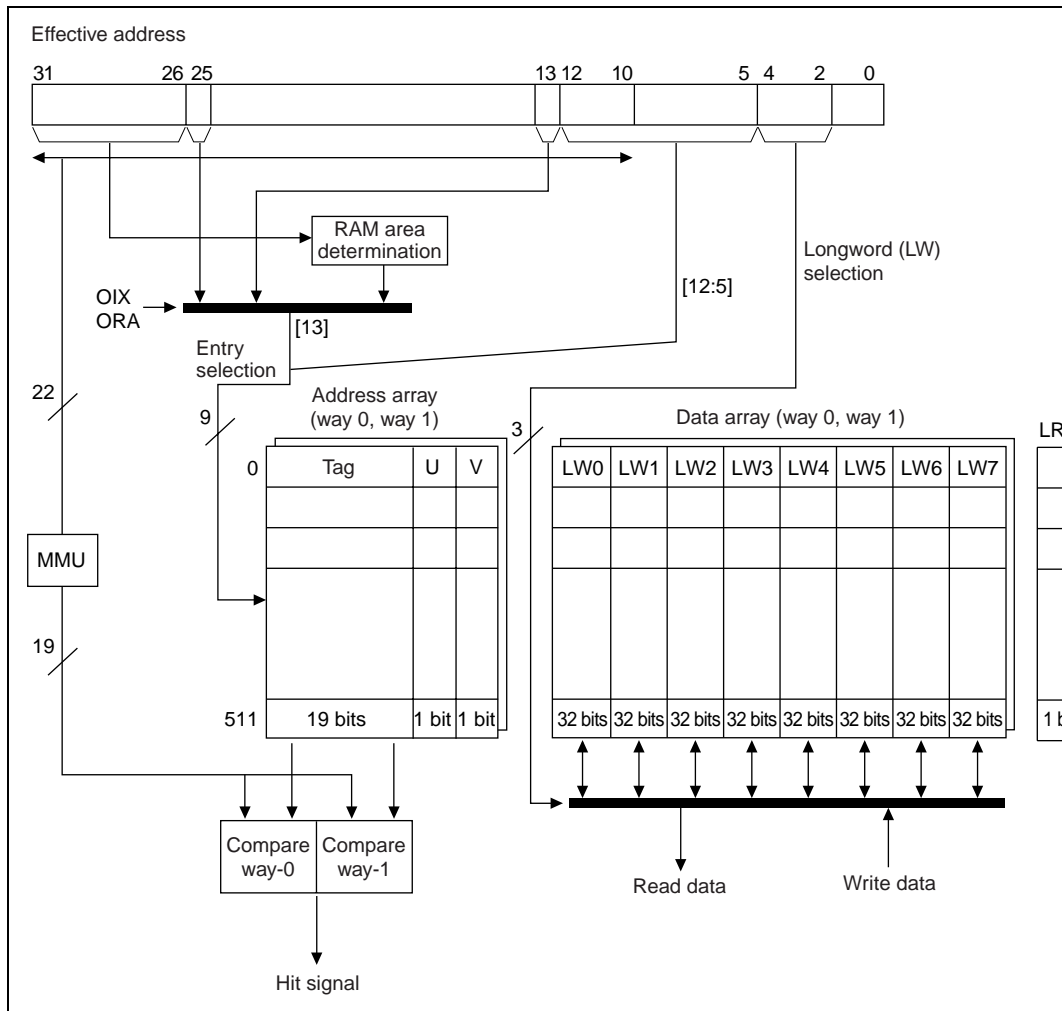 Effective address
31 26 25 13 12 10 5 4 2 0
RAM area
determination
Longword (LW)
selection
[12:5]
OIX
ORA
[13]
Entry
selection
22
9
Address array
(way 0, way 1)
3
Data array (way 0, way 1)
LR
0 Tag U V
LW0 LW1 LW2 LW3 LW4 LW5 LW6 LW7
MMU
19
511 19 bits 1 bit 1 bit
32 bits 32 bits 32 bits 32 bits 32 bits 32 bits 32 bits 32 bits
1 b
Compare
way-0
Compare
way-1
Read data
Write data
Hit signal